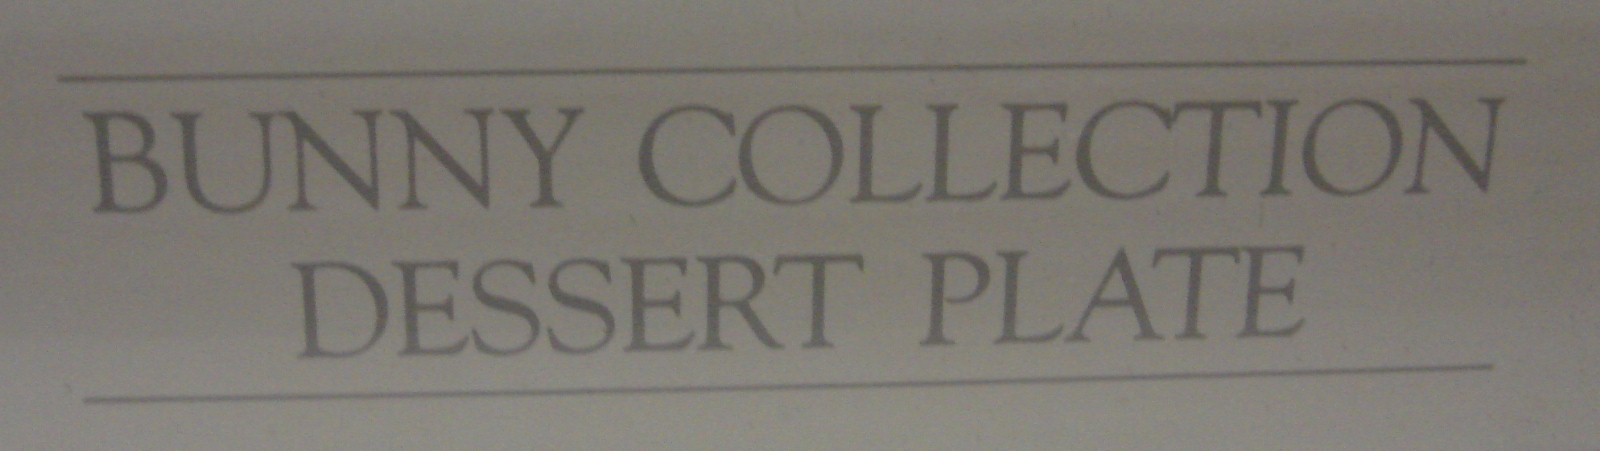 BUNNY COLLECTION
DESSERT PLATE